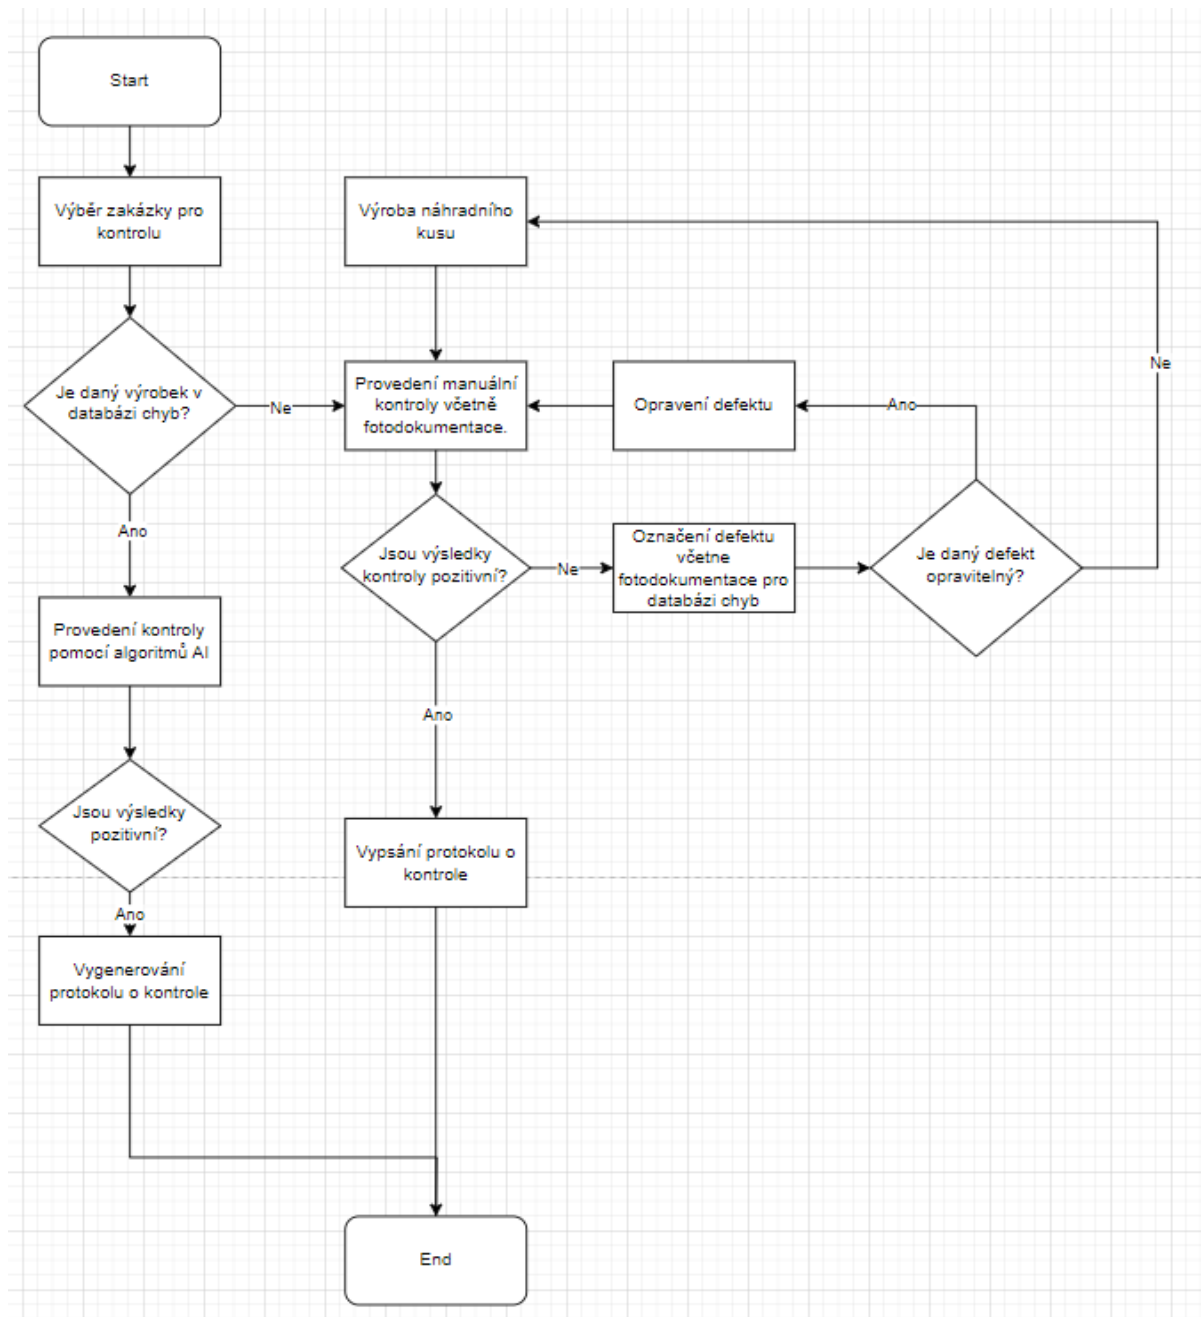 Start
Výběr zakázky pro
kontrolu
Výroba náhradního
kusu
Ne
Je daný výrobek v
databázi chyb?
Ne
Provedení manuální
kontroly včetně
fotodokumentace.
Opravení defektu
Ano
Ano
Jsou výsledky
kontroly pozitivní?
Ne
Označení defektu
včetne
fotodokumentace pro
databázi chyb
Je daný defekt
opravitelný?
Provedení kontroly
pomocí algoritmů AI
Ano
Jsou výsledky
pozitivní?
Vypsání protokolu o
kontrole
Ano
Vygenerování
protokolu o kontrole
End